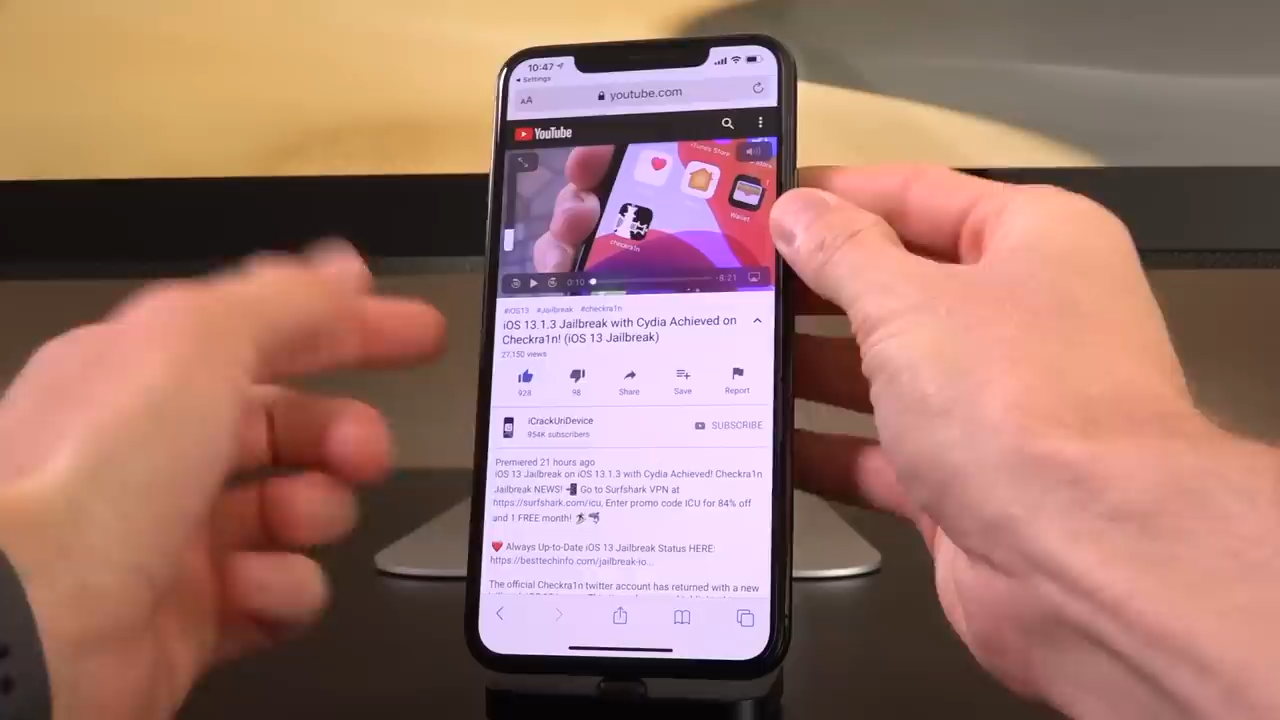 10:47
Settings
AA
youtube.com
YouTube
iTunes Store
Wallet
checkra1n
0:10
-8:21
#iOS13 #Jailbreak #checkra1n
iOS 13.1.3 Jailbreak with Cydia Achieved on
Checkra1n! (iOS 13 Jailbreak)
27,150 views
928
98
Share
Save
Report
iCrackUriDevice
954K subscribers
SUBSCRIBE
Premiered 21 hours ago
iOS 13 Jailbreak on iOS 13.1.3 with Cydia Achieved! Checkra1n
Jailbreak NEWS! 📲 Go to Surfshark VPN at
https://surfshark.com/icu, Enter promo code ICU for 84% off
and 1 FREE month!
❤️ Always Up-to-Date iOS 13 Jailbreak Status HERE:
https://besttechinfo.com/jailbreak-io...
The official Checkra1n twitter account has returned with a new